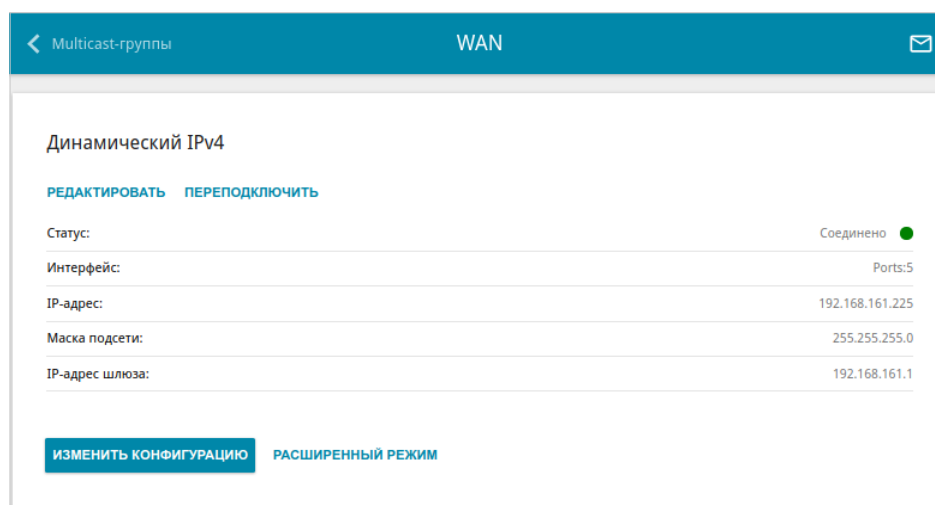 Multicast-группы WAN
Динамический IPv4
РЕДАКТИРОВАТЬ ПЕРЕПОДКЛЮЧИТЬ
Статус: Соединено
Интерфейс: Ports:5
IP-адрес: 192.168.161.225
Маска подсети: 255.255.255.0
IP-адрес шлюза: 192.168.161.1
ИЗМЕНИТЬ КОНФИГУРАЦИЮ РАСШИРЕННЫЙ РЕЖИМ